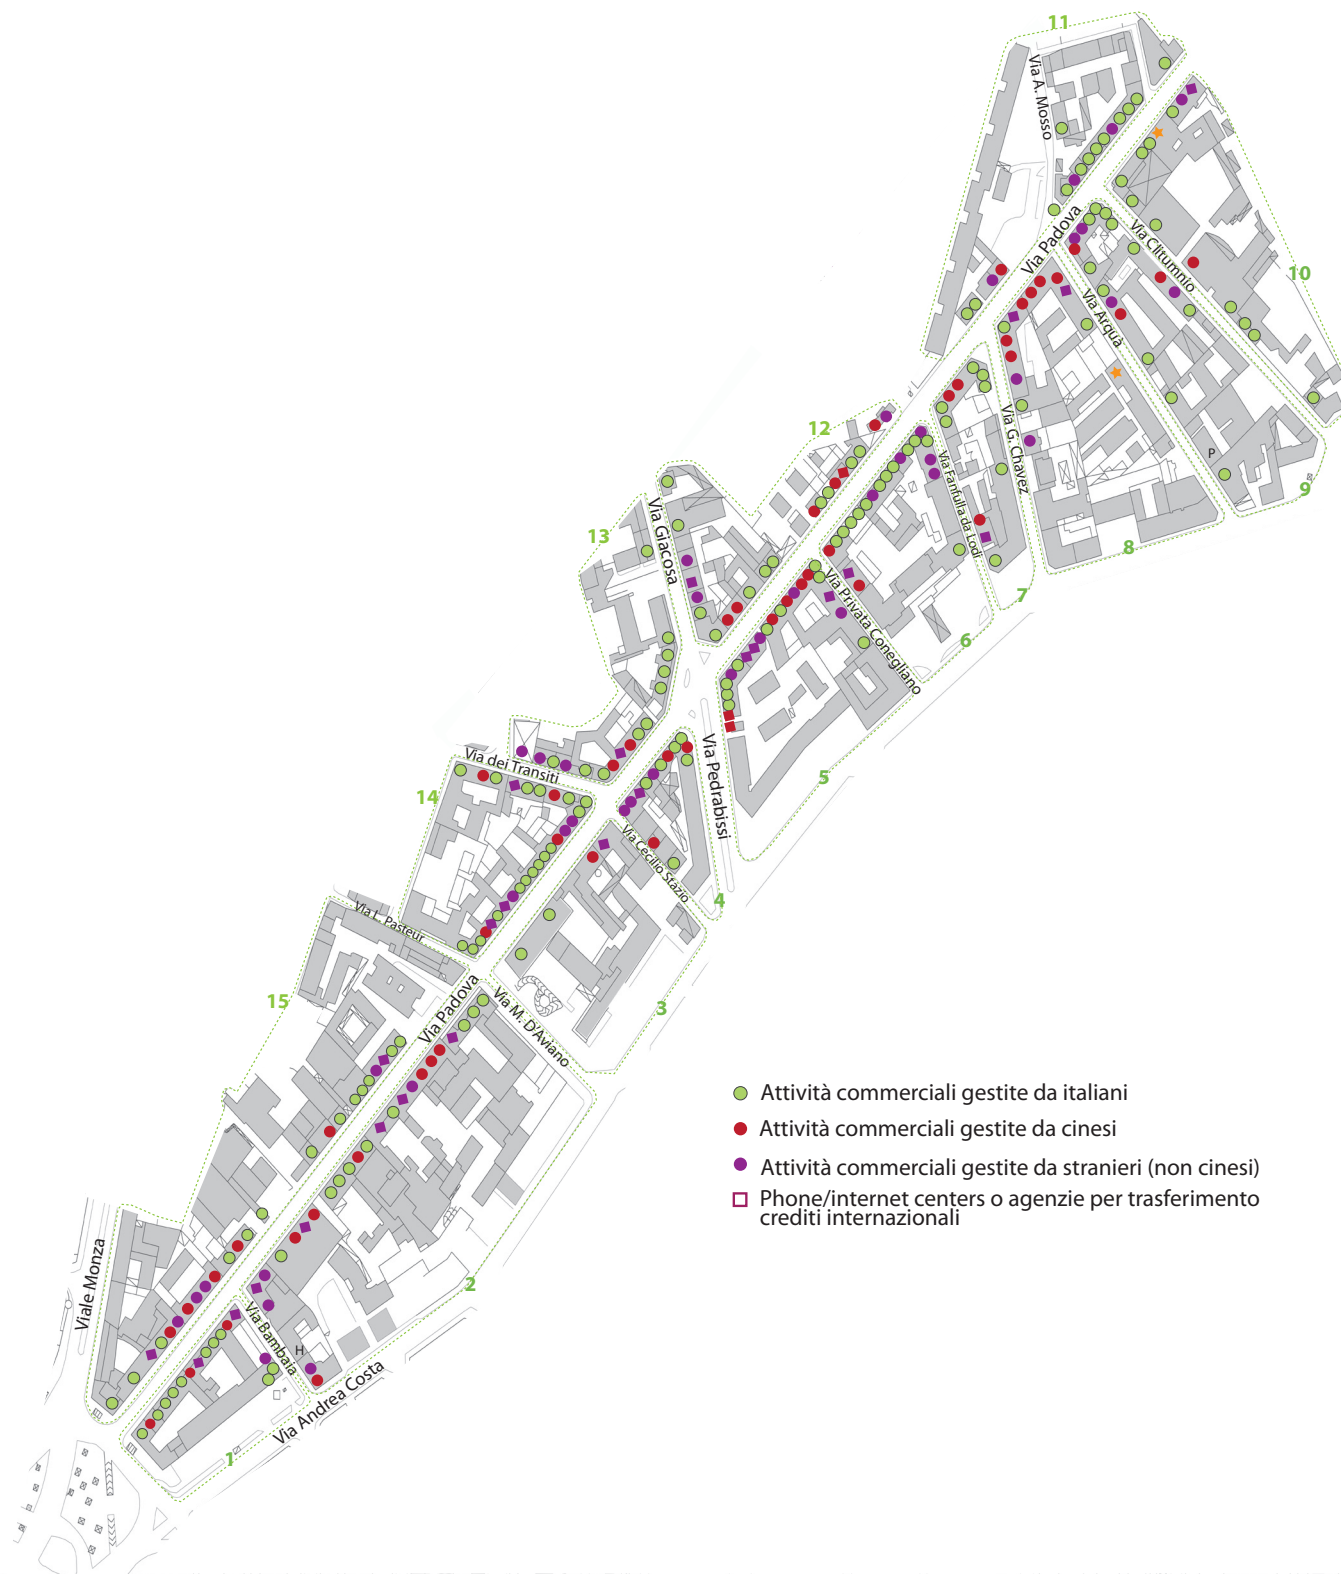 11
Via A. Mosso
Via Padova
Via Clitumnio
10
Via Arquà
12
Via G. Chavez
P
9
Via Fanfulla da Lodi
13
Via Giacosa
8
7
Via Privata Conegliano
6
Via dei Transiti
Via Pedrabissi
5
14
Via Cecilio Stazio
4
Via L. Pasteur
15
Via Padova
Via M. D'Aviano
3
Attività commerciali gestite da italiani
Attività commerciali gestite da cinesi
Attività commerciali gestite da stranieri (non cinesi)
Phone/internet centers o agenzie per trasferimento
crediti internazionali
Viale Monza
2
Via Bambaia
H
Via Andrea Costa
1